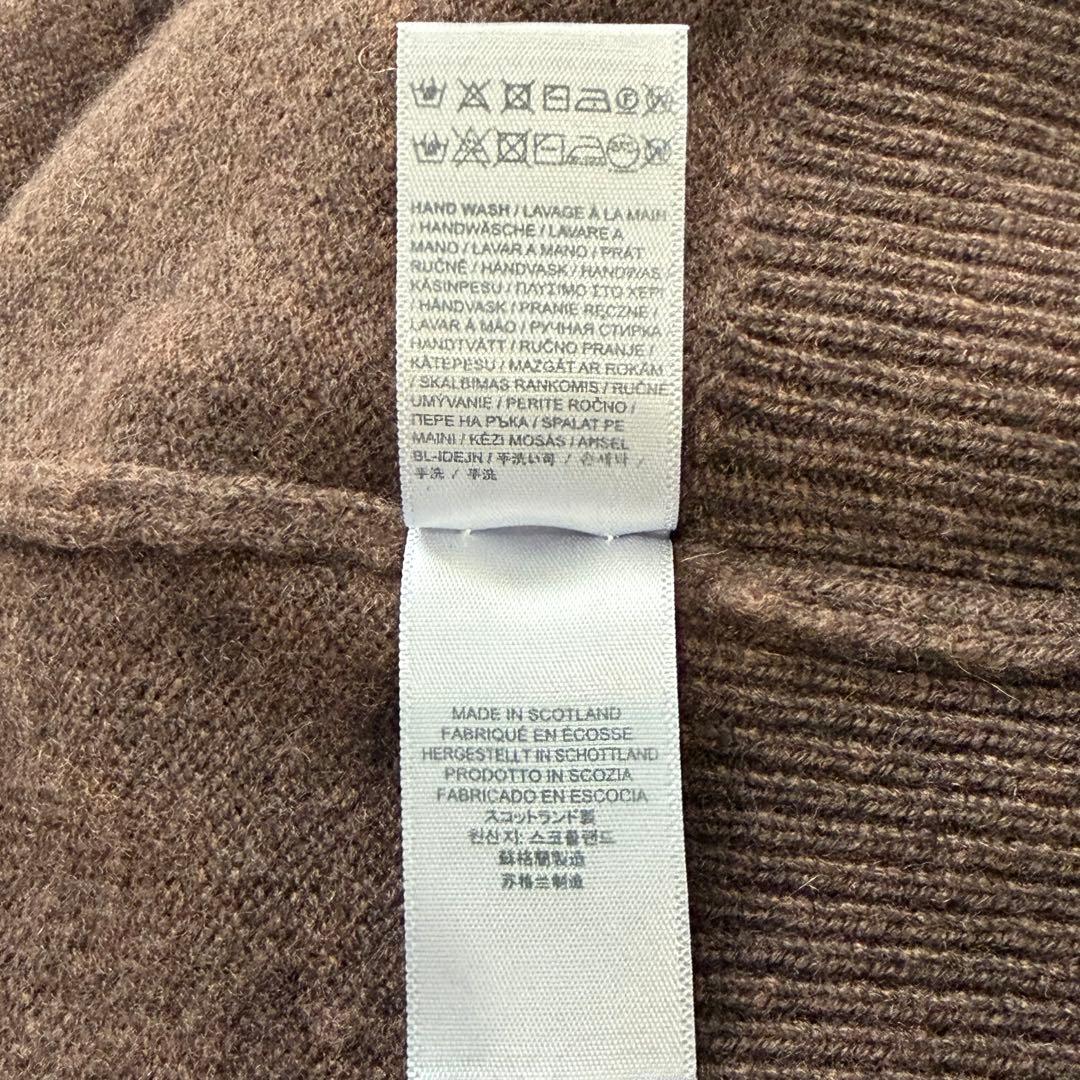 HAND WASH / LAVAGE À LA MAIN
/ HANDWÄSCHE / LAVARE A
MANO / LAVAR A MANO / PRÁT
RUČNĚ / HANDVASK / HANDWAS /
KÄSINPESU / ΠΛΥΣΙΜΟ ΣΤΟ ΧΕΡΙ
/ HÅNDVASK / PRANIE RĘCZNE /
LAVAR À MÃO / РУЧНАЯ СТИРКА /
HANDTVÄTT / RUČNO PRANJE /
KÄTEPESU / MAZGĀT AR ROKĀM
/ SKALBIMAS RANKOMIS / RUČNÉ
UMÝVANIE / PERITE ROČNO /
ПЕРЕ НА РЪКА / SPALAT PE
MAINI / KÉZI MOSÁS / AĦSEL
BL-IDEJN / 手洗い可 / 손세탁 /
手洗 / 手洗
MADE IN SCOTLAND
FABRIQUÉ EN ÉCOSSE
HERGESTELLT IN SCHOTTLAND
PRODOTTO IN SCOZIA
FABRICADO EN ESCOCIA
スコットランド製
원산지: 스코틀랜드
蘇格蘭製造
苏格兰制造